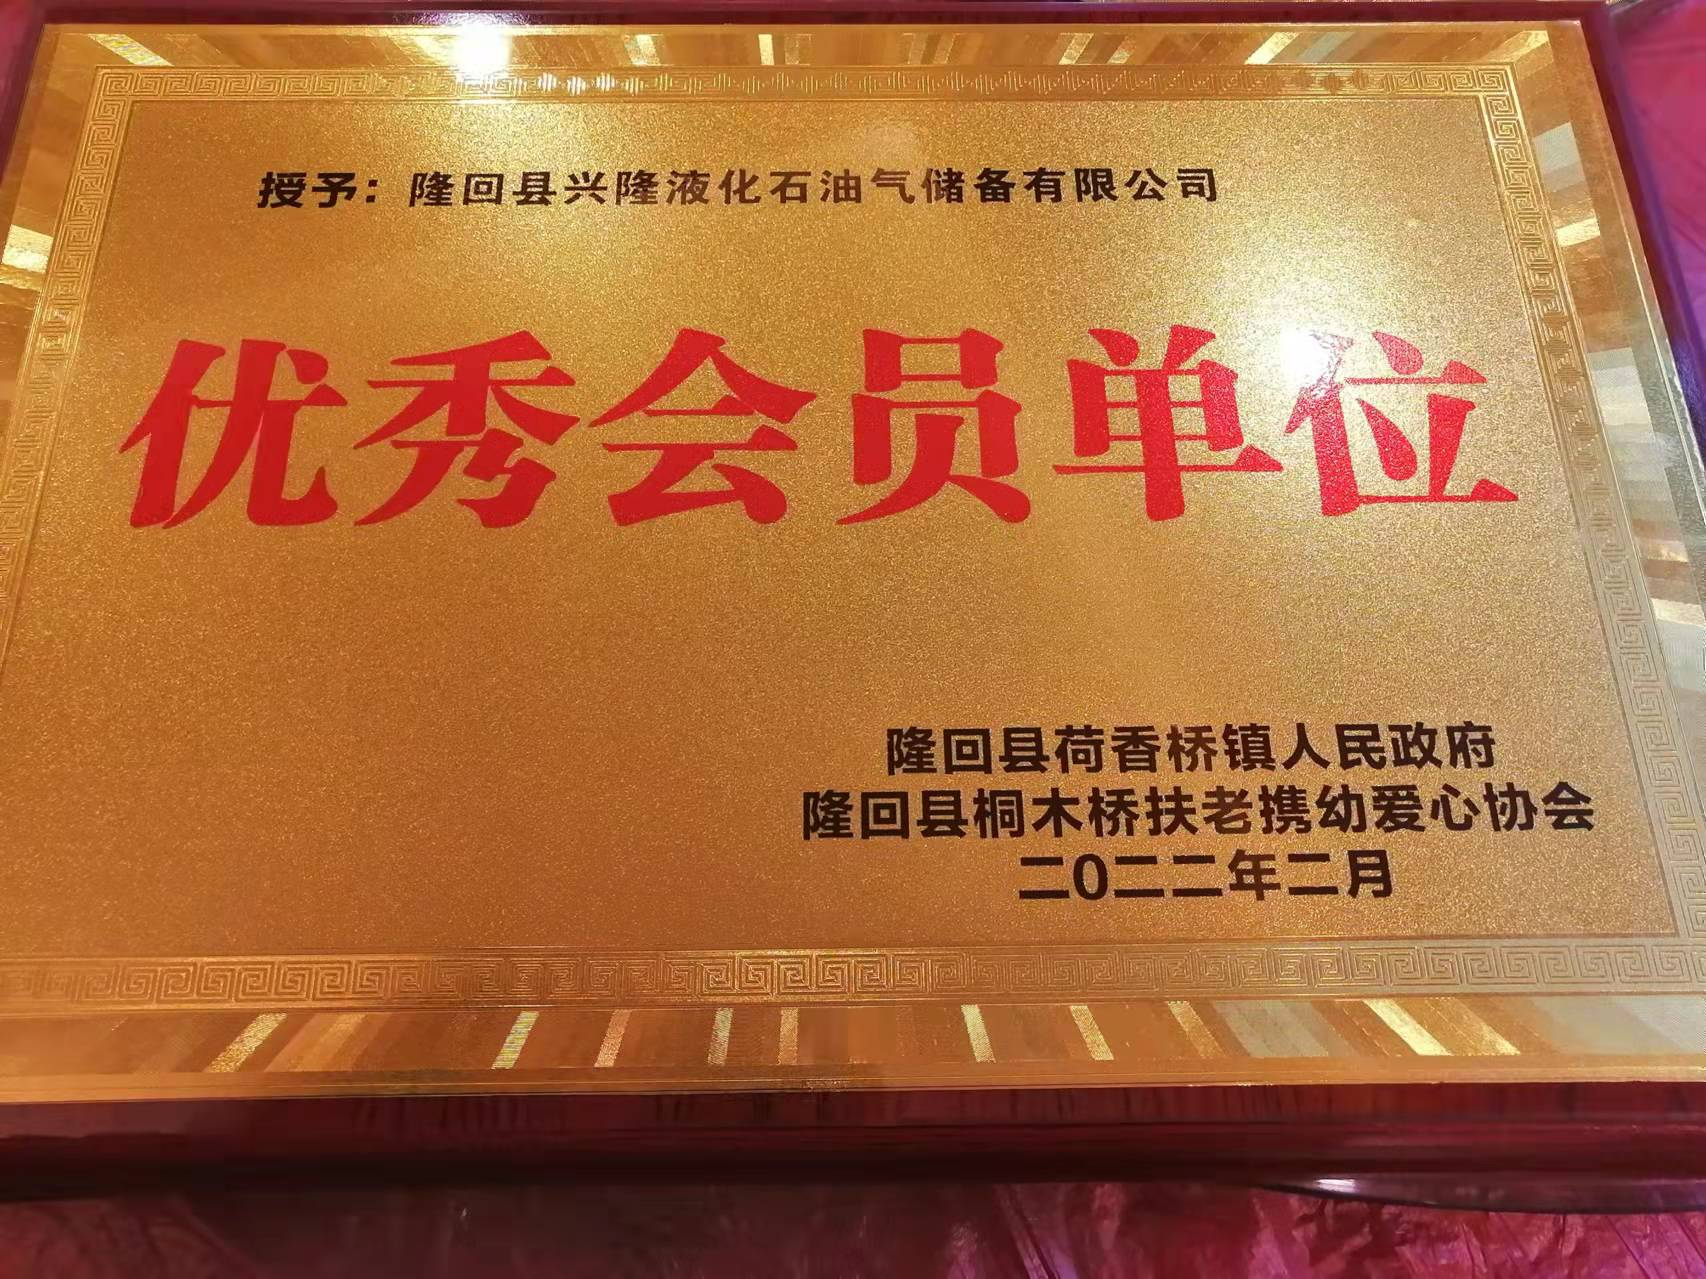 授予：隆回县兴隆液化石油气储备有限公司
优秀会员单位
隆回县荷香桥镇人民政府
隆回县桐木桥扶老携幼爱心协会
二0二二年二月